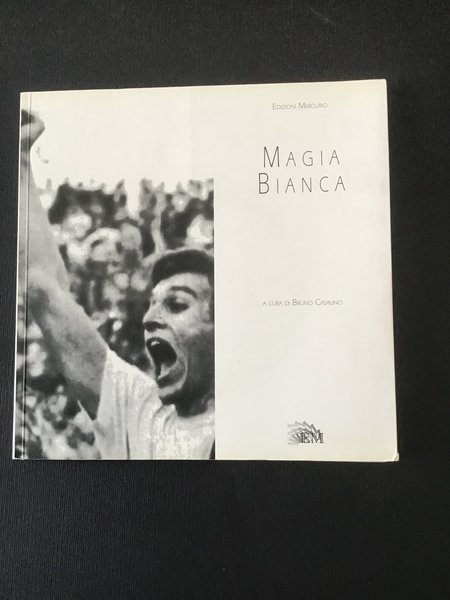 EDIZIONI MERCURIO
MAGIA
BIANCA
A CURA DI BRUNO CASALINO
EM